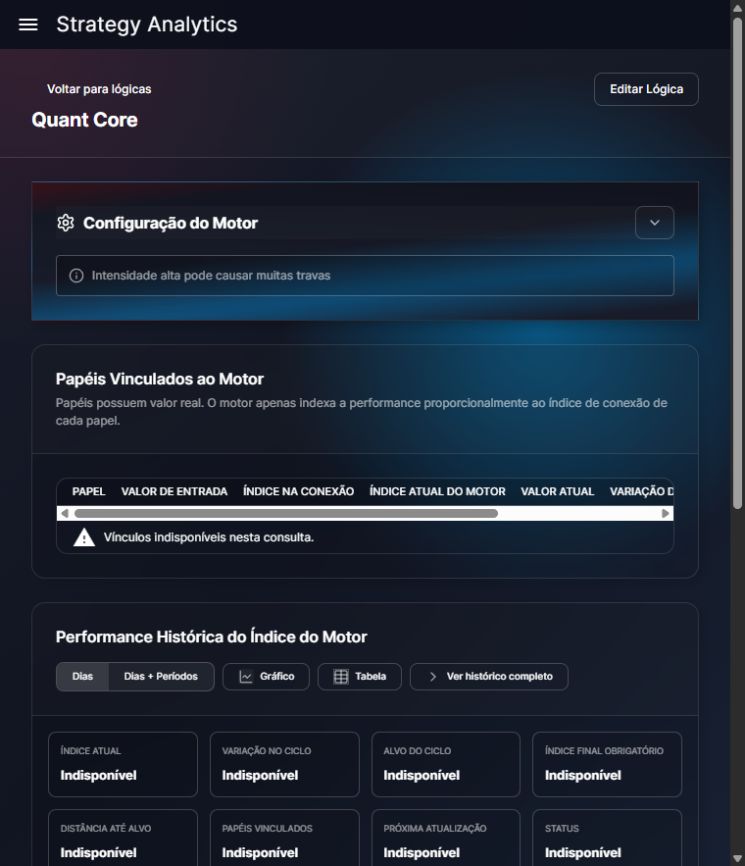 Strategy Analytics
Voltar para lógicas
Editar Lógica
Quant Core
Configuração do Motor
Intensidade alta pode causar muitas travas
Papéis Vinculados ao Motor
Papéis possuem valor real. O motor apenas indexa a performance proporcionalmente ao índice de conexão de
cada papel.
PAPEL VALOR DE ENTRADA ÍNDICE NA CONEXÃO ÍNDICE ATUAL DO MOTOR VALOR ATUAL VARIAÇÃO D
Vínculos indisponíveis nesta consulta.
Performance Histórica do Índice do Motor
Dias Dias + Períodos Gráfico Tabela Ver histórico completo
ÍNDICE ATUAL VARIAÇÃO NO CICLO ALVO DO CICLO ÍNDICE FINAL OBRIGATÓRIO
Indisponível Indisponível Indisponível Indisponível
DISTÂNCIA ATÉ ALVO PAPÉIS VINCULADOS PRÓXIMA ATUALIZAÇÃO STATUS
Indisponível Indisponível Indisponível Indisponível